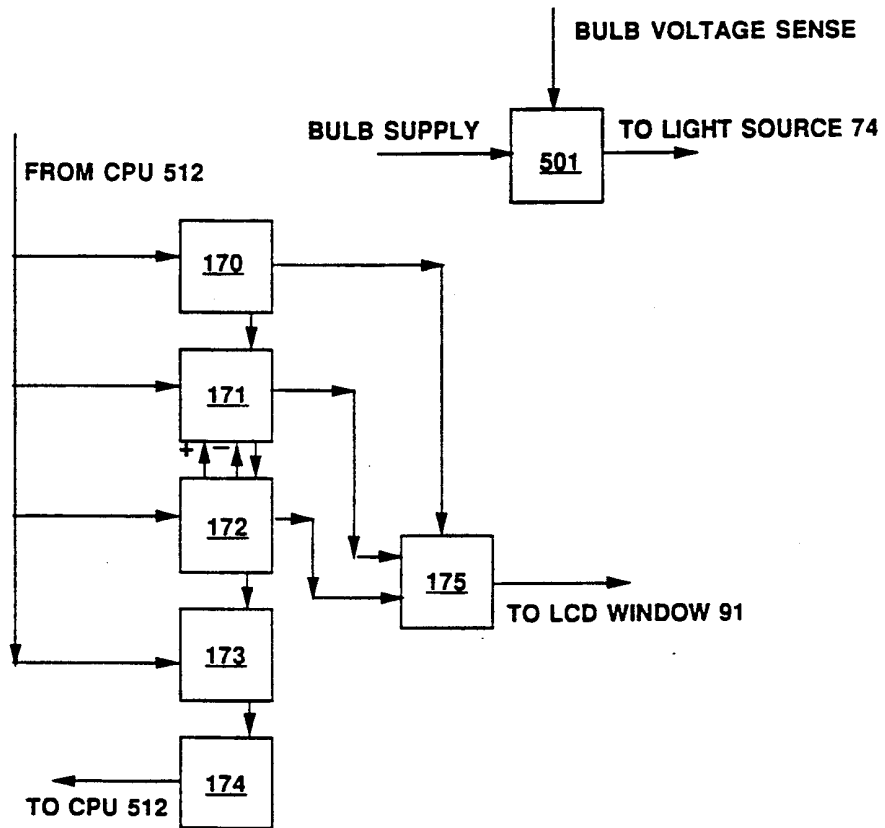 BULB VOLTAGE SENSE
BULB SUPPLY
TO LIGHT SOURCE 74
501
FROM CPU 512
170
171
+ −
172
175
TO LCD WINDOW 91
173
174
TO CPU 512